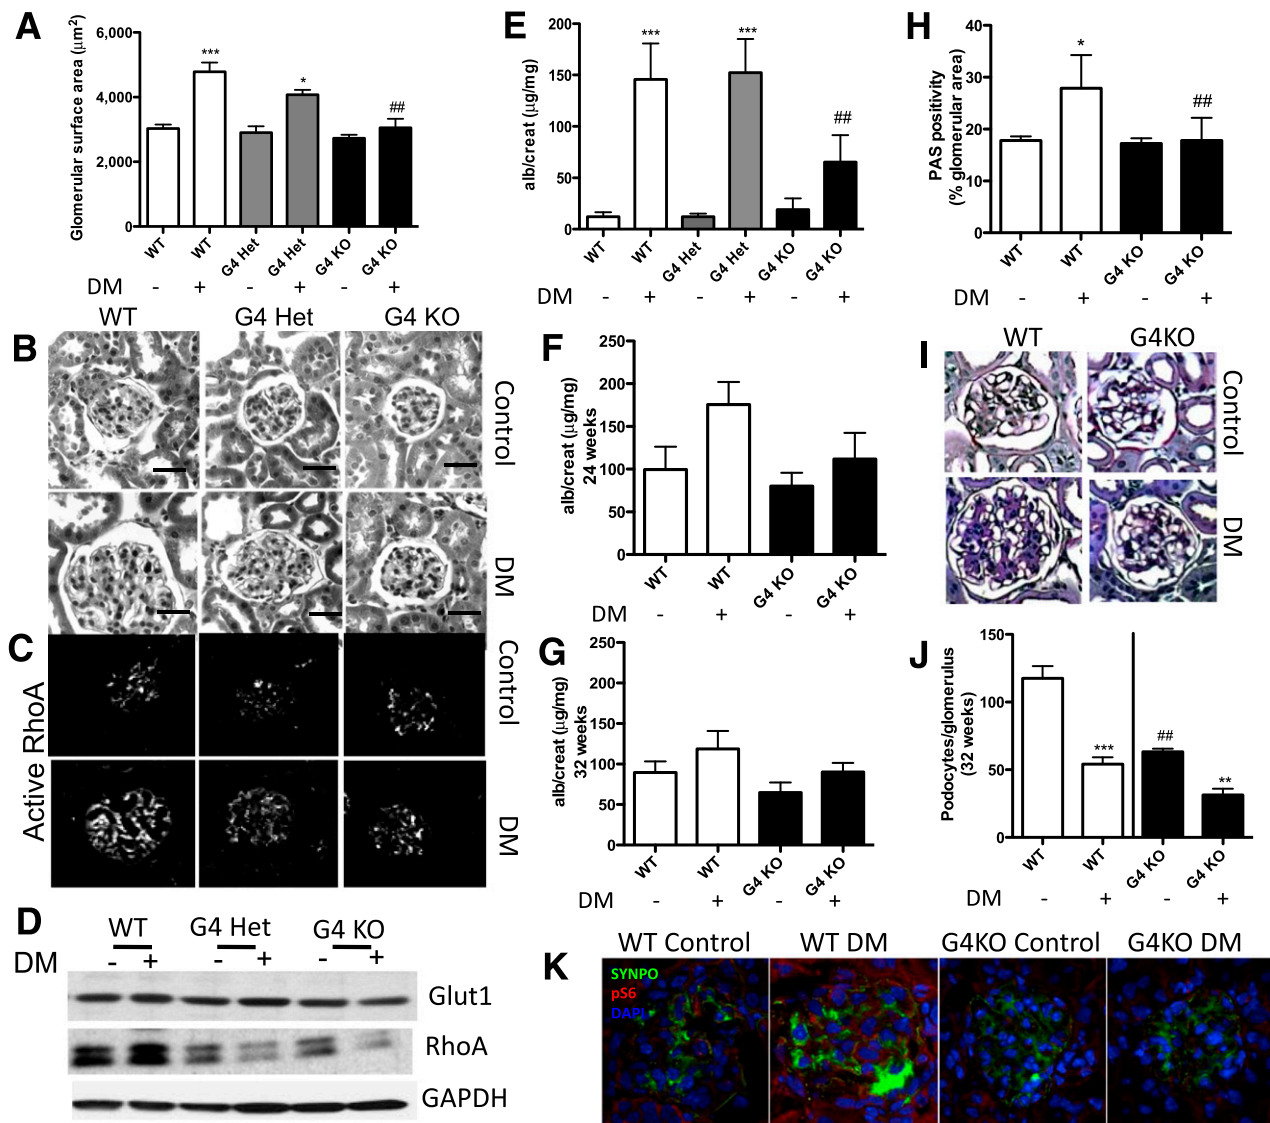 A
Glomerular surface area (µm²)
6,000
4,000
2,000
0
***
*
##
WT WT G4 Het G4 Het G4 KO G4 KO
DM - + - + - +
WT G4 Het G4 KO
B
Control
DM
C
Active RhoA
Control
DM
D
WT G4 Het G4 KO
DM - + - + - +
Glut1
RhoA
GAPDH
E
alb/creat (µg/mg)
200
150
100
50
0
***
***
##
WT WT G4 Het G4 Het G4 KO G4 KO
DM - + - + - +
F
alb/creat (µg/mg)
24 weeks
250
200
150
100
50
0
WT WT G4 KO G4 KO
DM - + - +
G
alb/creat (µg/mg)
32 weeks
250
200
150
100
50
0
WT WT G4 KO G4 KO
DM - + - +
H
PAS positivity
(% glomerular area)
40
30
20
10
0
*
##
WT WT G4 KO G4 KO
DM - + - +
I
WT G4KO
Control
DM
J
Podocytes/glomerulus
(32 weeks)
150
100
50
0
***
##
**
WT WT G4 KO G4 KO
DM - + - +
K
WT Control WT DM G4KO Control G4KO DM
SYNPO
pS6
DAPI